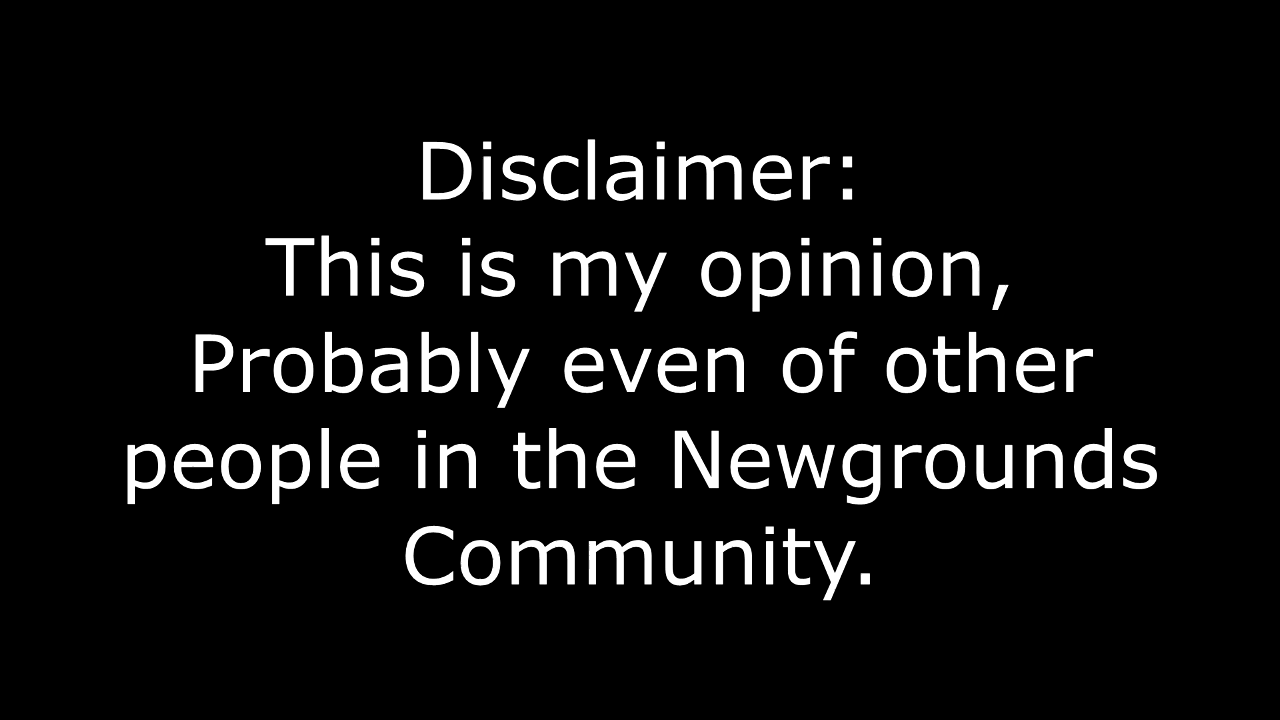 Disclaimer:
This is my opinion,
Probably even of other
people in the Newgrounds
Community.